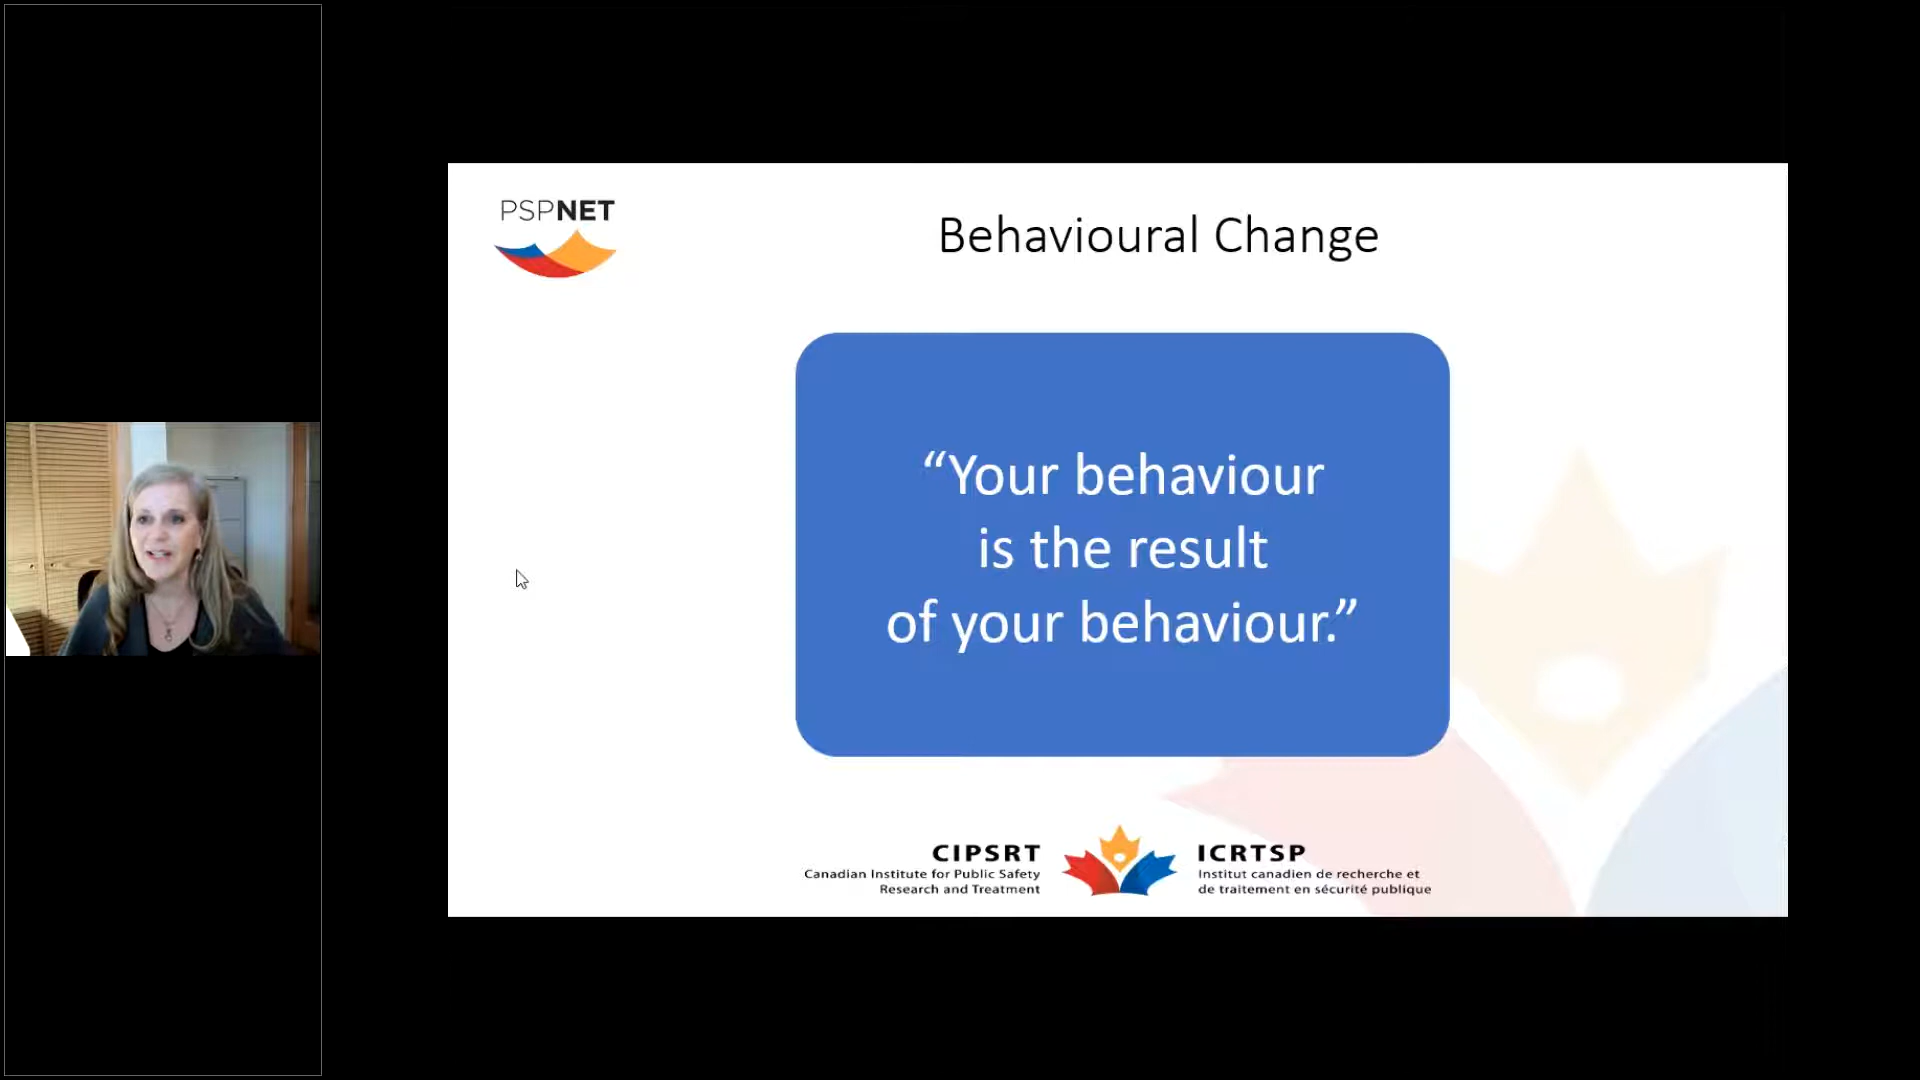 PSPNET
Behavioural Change
“Your behaviour
is the result
of your behaviour.”
CIPSRT
Canadian Institute for Public Safety
Research and Treatment
ICRTSP
Institut canadien de recherche et
de traitement en sécurité publique